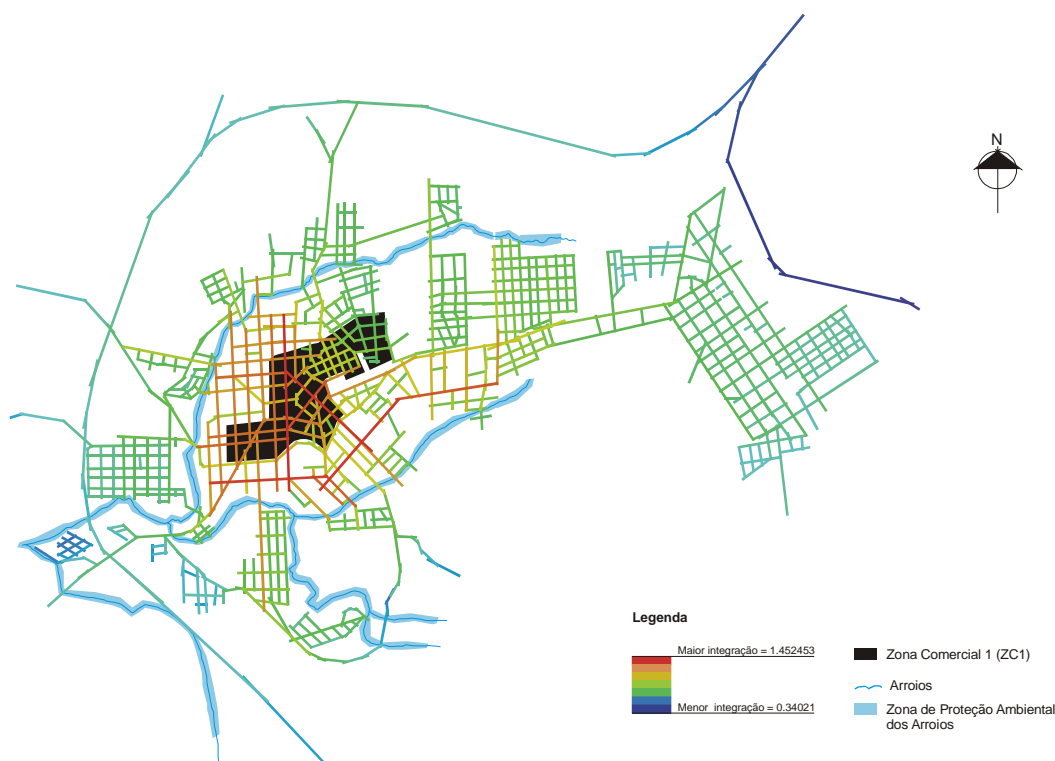 N
Legenda
Maior integração = 1.452453
Menor integração = 0.34021
Zona Comercial 1 (ZC1)
Arroios
Zona de Proteção Ambiental
dos Arroios